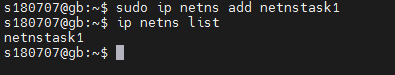 s180707@gb:~$ sudo ip netns add netnstask1
s180707@gb:~$ ip netns list
netnstask1
s180707@gb:~$